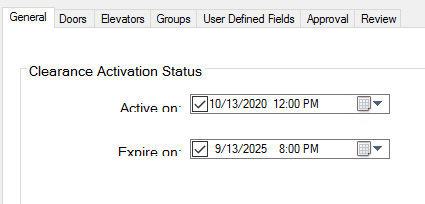 General Doors Elevators Groups User Defined Fields Approval Review
Clearance Activation Status
Active on: 10/13/2020 12:00 PM
Expire on: 9/13/2025 8:00 PM